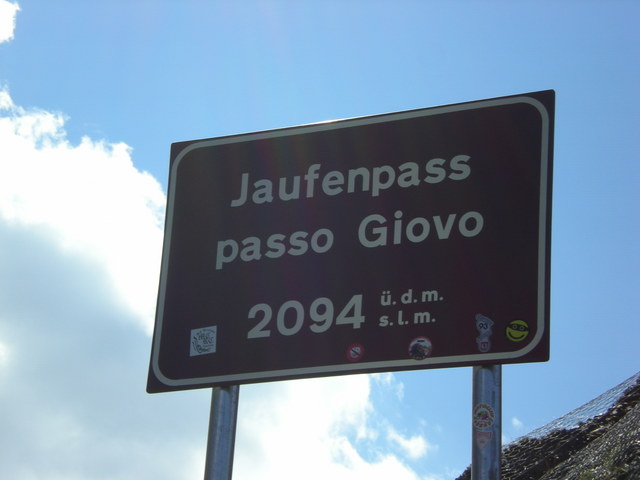 Jaufenpass
passo Giovo
2094 ü. d. m.
s. l. m.